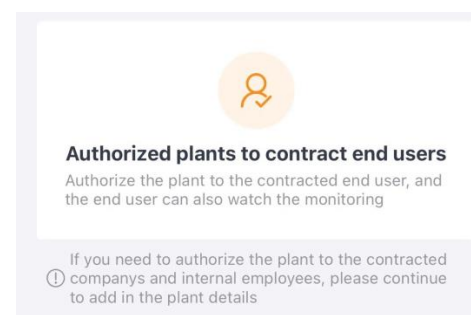 Authorized plants to contract end users
Authorize the plant to the contracted end user, and
the end user can also watch the monitoring
If you need to authorize the plant to the contracted
companys and internal employees, please continue
to add in the plant details